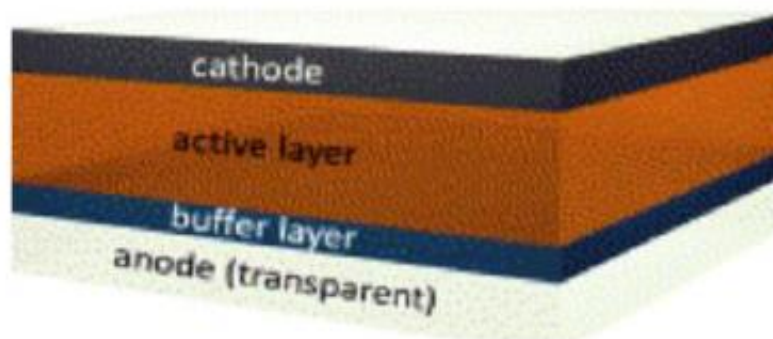 cathode
active layer
buffer layer
anode (transparent)